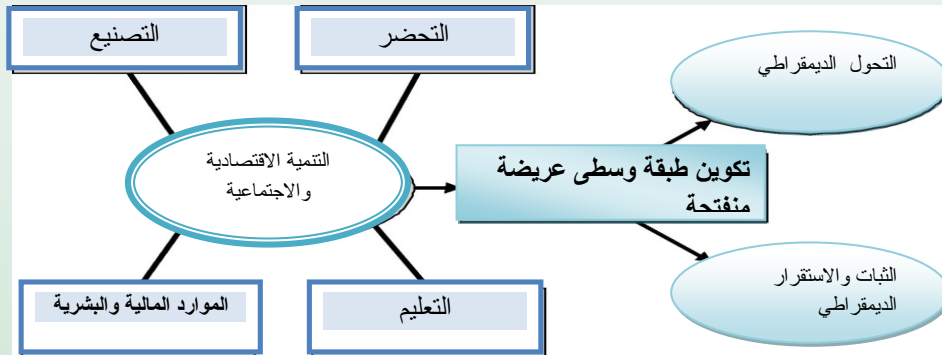 التحضر
التصنيع
التحول الديمقراطي
التنمية الاقتصادية
والاجتماعية
تكوين طبقة وسطى عريضة
منفتحة
الثبات والاستقرار
الديمقراطي
التعليم
الموارد المالية والبشرية